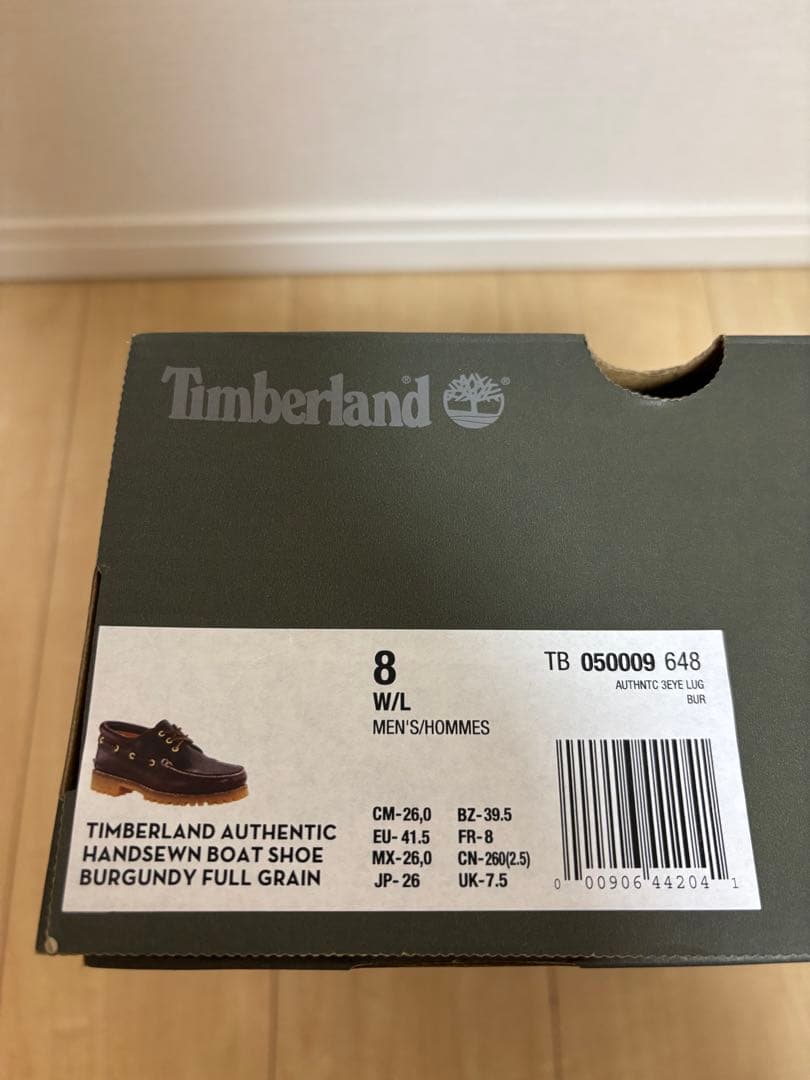 Timberland®
8
W/L
MEN'S/HOMMES
TB 050009 648
AUTHNTC 3EYE LUG
BUR
TIMBERLAND AUTHENTIC
HANDSEWN BOAT SHOE
BURGUNDY FULL GRAIN
CM-26,0 BZ-39.5
EU-41.5 FR-8
MX-26,0 CN-260(2.5)
JP-26 UK-7.5
0 00906 44204 1